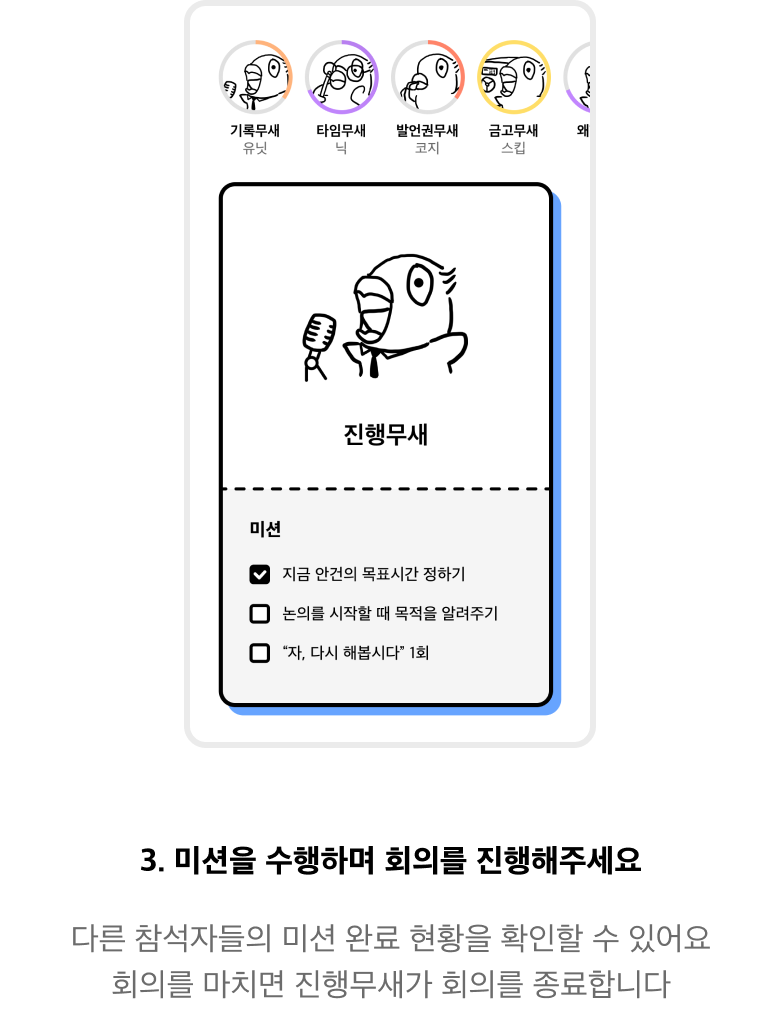 기록무새 타임무새 발언권무새 금고무새 왜
유닛 닉 코지 스킵
진행무새
미션
지금 안건의 목표시간 정하기
논의를 시작할 때 목적을 알려주기
“자, 다시 해봅시다” 1회
3. 미션을 수행하며 회의를 진행해주세요
다른 참석자들의 미션 완료 현황을 확인할 수 있어요
회의를 마치면 진행무새가 회의를 종료합니다